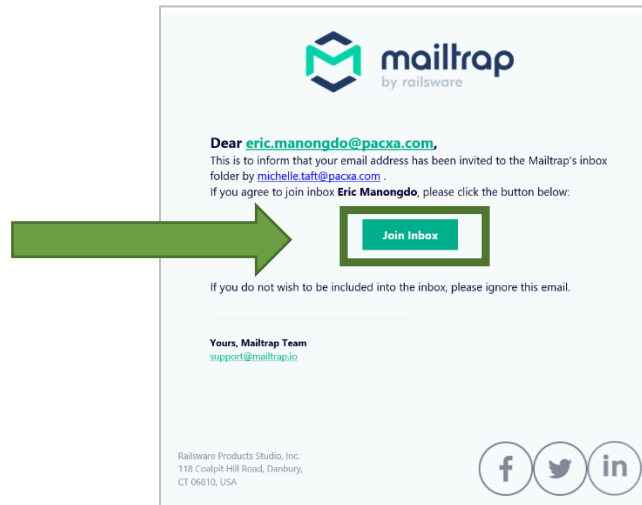 mailtrap
by railsware
Dear eric.manongdo@pacxa.com,
This is to inform that your email address has been invited to the Mailtrap's inbox
folder by michelle.taft@pacxa.com .
If you agree to join inbox Eric Manongdo, please click the button below:
Join Inbox
If you do not wish to be included into the inbox, please ignore this email.
Yours, Mailtrap Team
support@mailtrap.io
Railsware Products Studio, Inc.
118 Coalpit Hill Road, Danbury,
CT 06810, USA
f
in